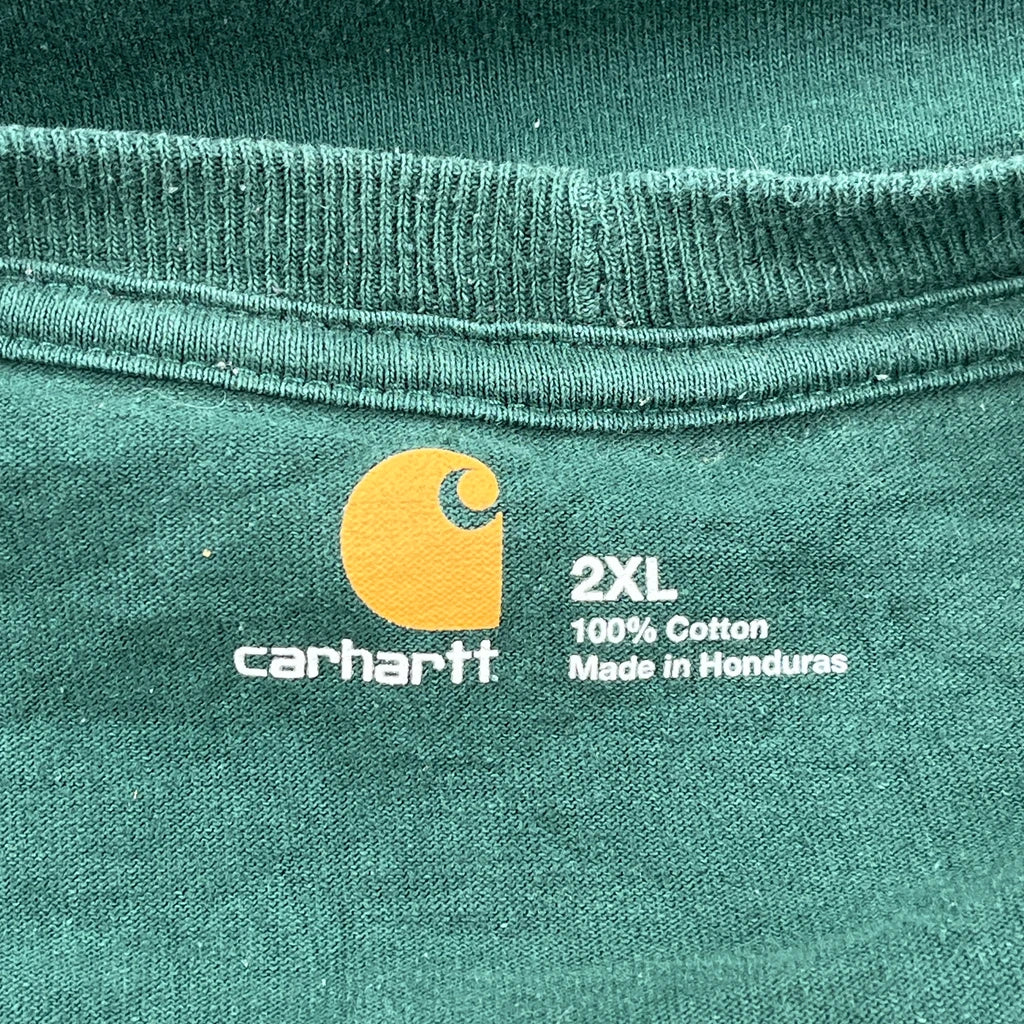 carhartt
2XL
100% Cotton
Made in Honduras